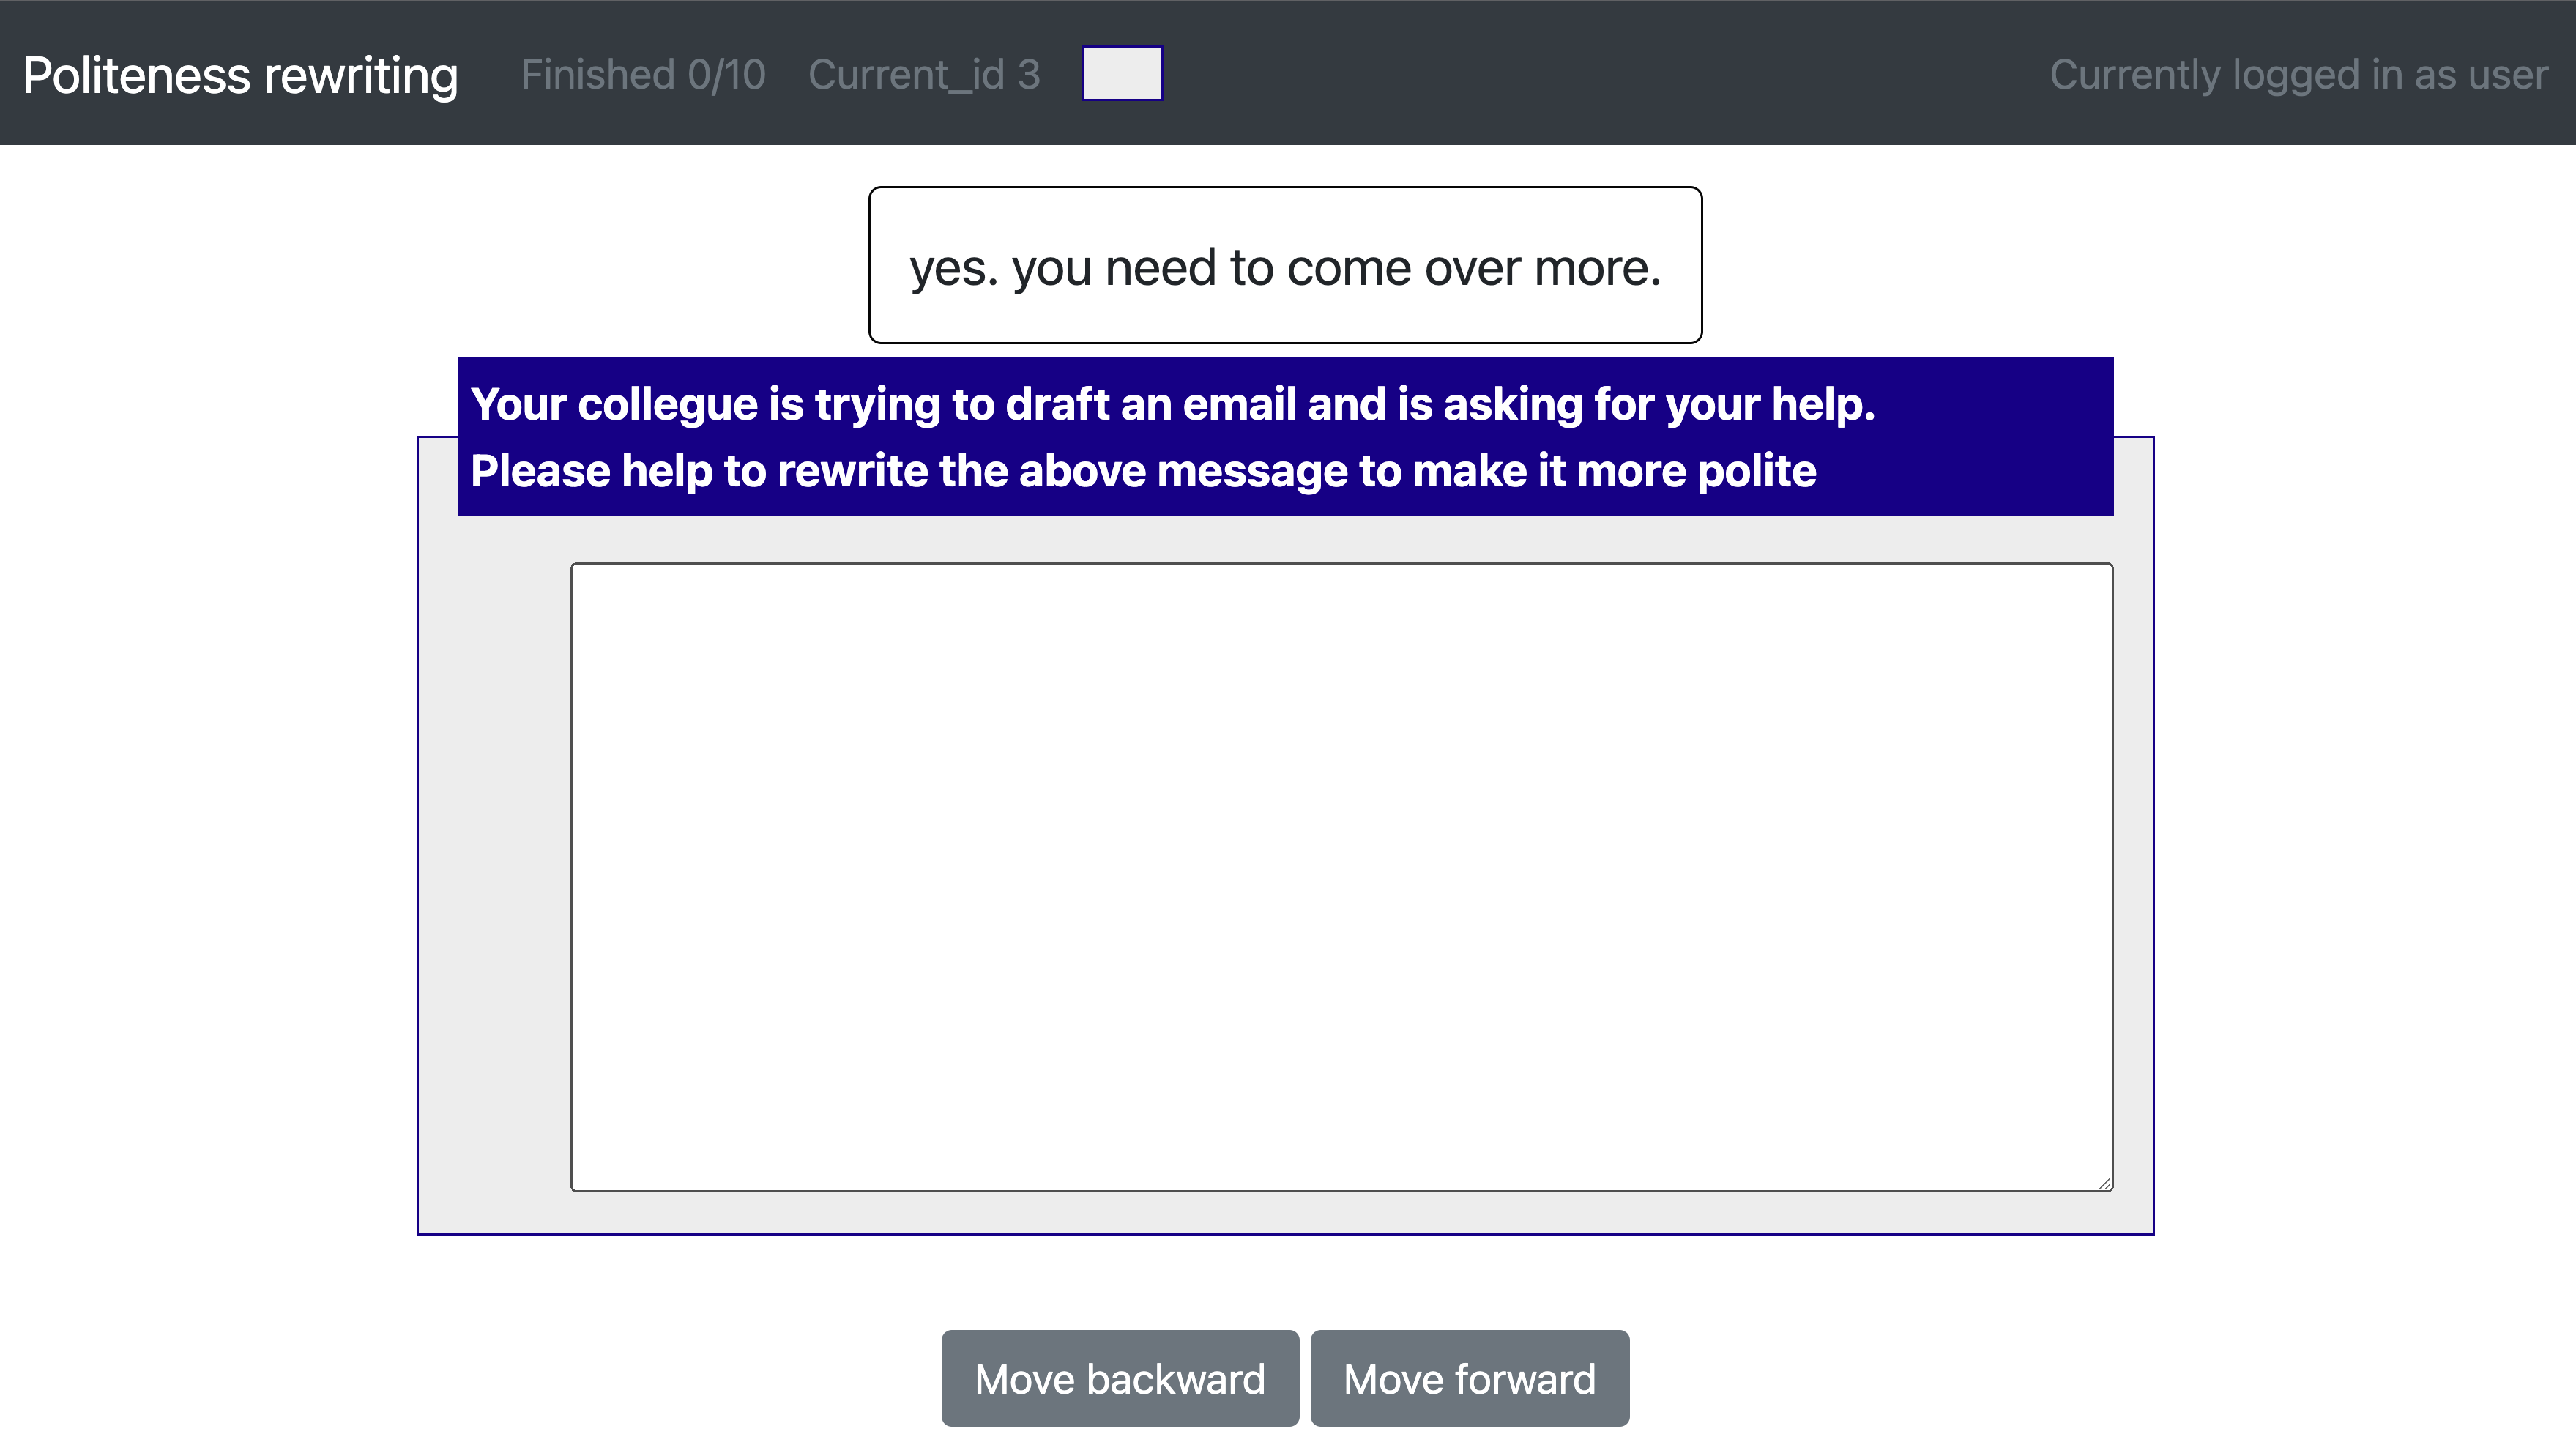 Politeness rewriting Finished 0/10 Current_id 3 Currently logged in as user
yes. you need to come over more.
Your collegue is trying to draft an email and is asking for your help.
Please help to rewrite the above message to make it more polite
Move backward Move forward